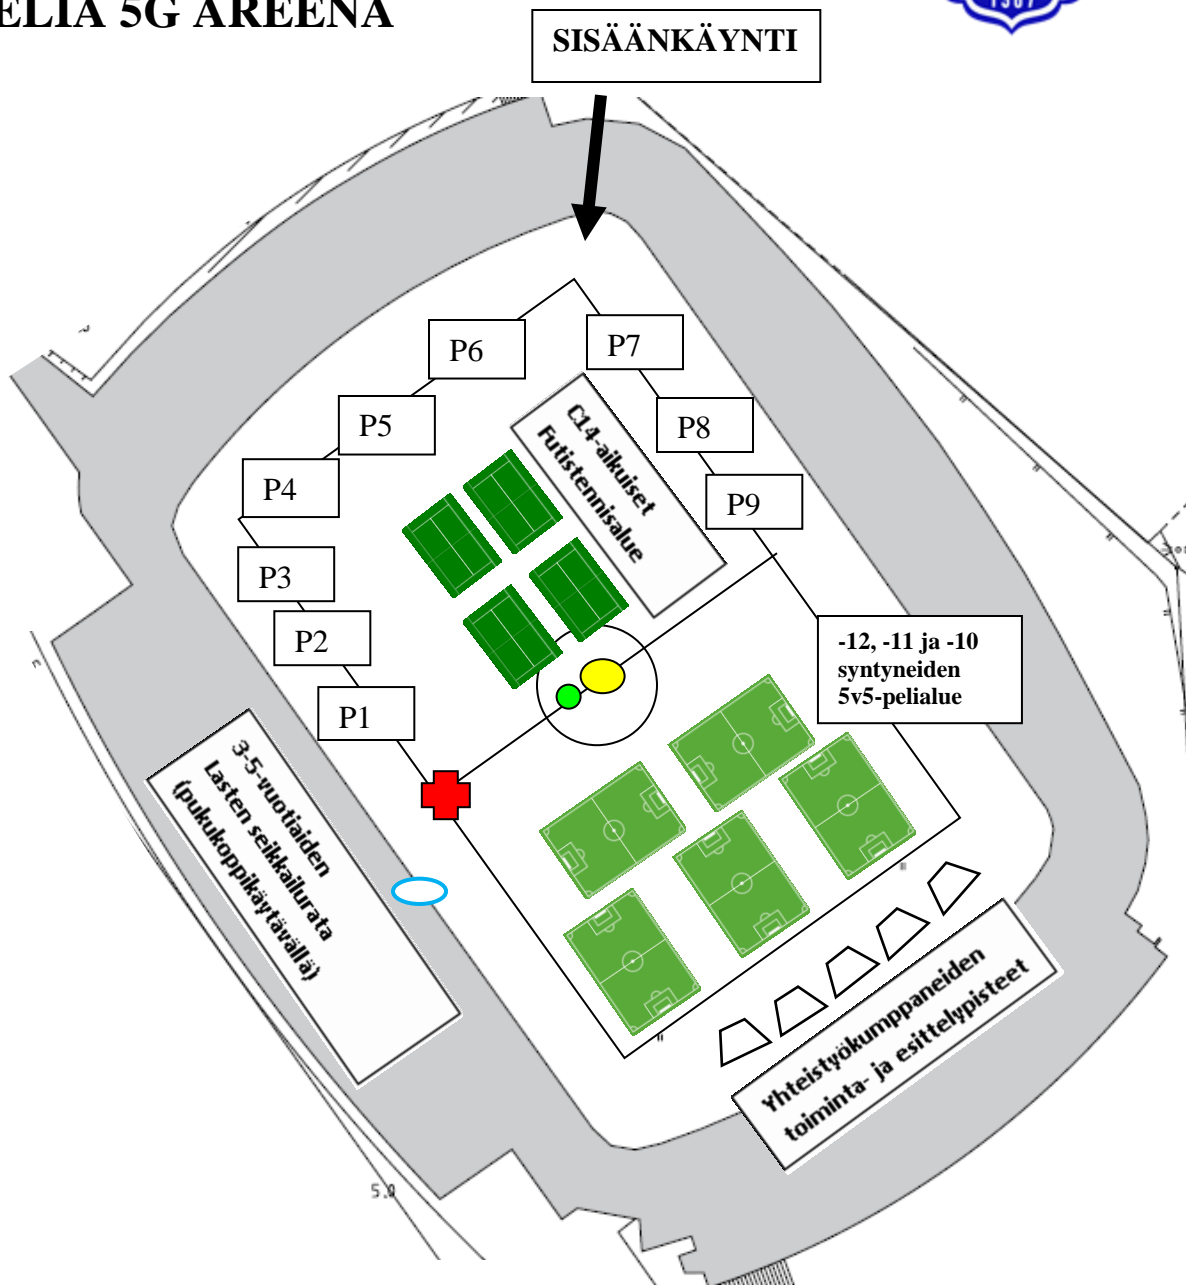 ELIA 5G AREENA
1907
SISÄÄNKÄYNTI
P6
P7
P5
P8
P4
P9
C14-aikuiset
Futistennisalue
P3
P2
P1
-12, -11 ja -10
syntyneiden
5v5-pelialue
3-5-vuotiaiden
Lasten seikkailurata
(pukukoppikäytävällä)
Yhteistyökumppaneiden
toiminta- ja esittelypisteet
5.0